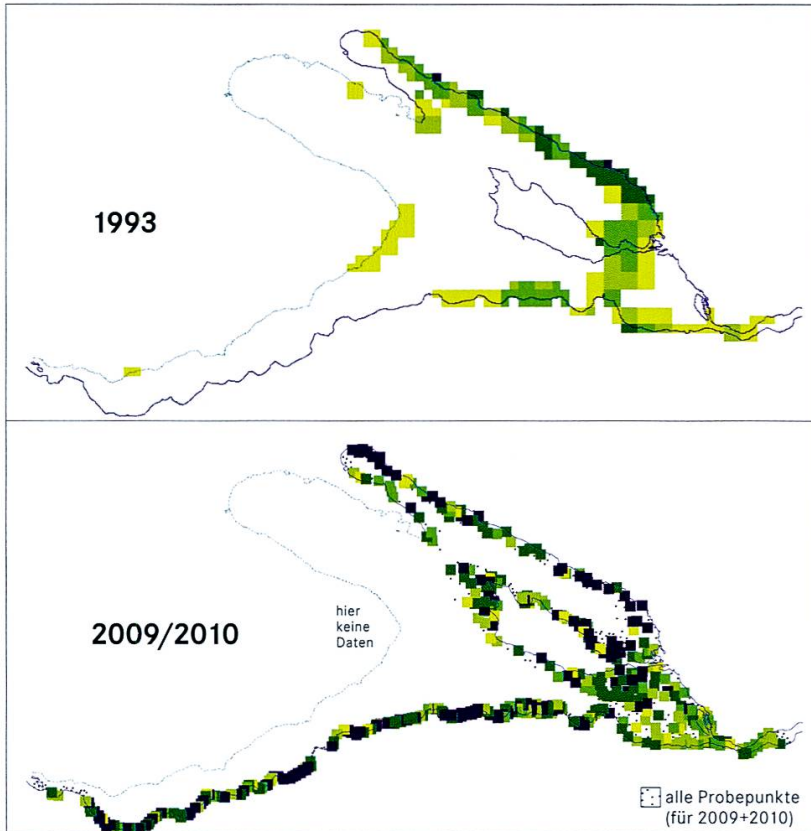 1993
2009/2010
hier
keine
Daten
alle Probepunkte
(für 2009+2010)